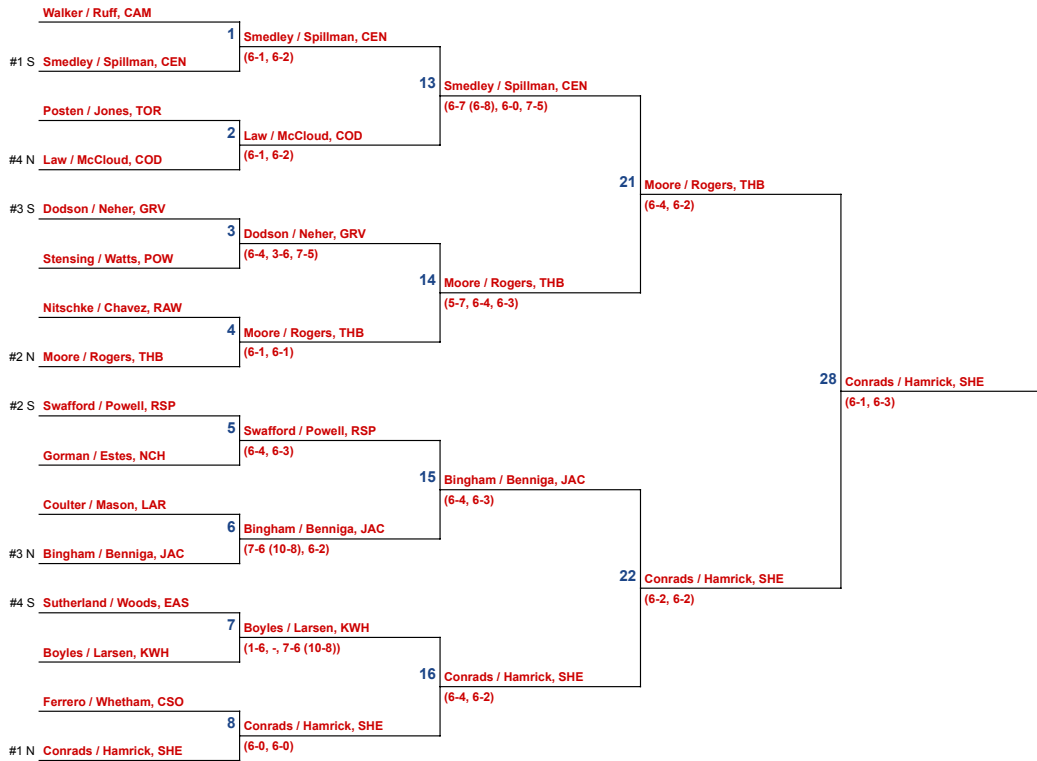 Walker / Ruff, CAM
1
#1 S Smedley / Spillman, CEN
Smedley / Spillman, CEN
(6-1, 6-2)
Posten / Jones, TOR
2
#4 N Law / McCloud, COD
Law / McCloud, COD
(6-1, 6-2)
13
Smedley / Spillman, CEN
(6-7 (6-8), 6-0, 7-5)
#3 S Dodson / Neher, GRV
3
Stensing / Watts, POW
Dodson / Neher, GRV
(6-4, 3-6, 7-5)
Nitschke / Chavez, RAW
4
#2 N Moore / Rogers, THB
Moore / Rogers, THB
(6-1, 6-1)
14
Moore / Rogers, THB
(5-7, 6-4, 6-3)
21
Moore / Rogers, THB
(6-4, 6-2)
#2 S Swafford / Powell, RSP
5
Gorman / Estes, NCH
Swafford / Powell, RSP
(6-4, 6-3)
Coulter / Mason, LAR
6
#3 N Bingham / Benniga, JAC
Bingham / Benniga, JAC
(7-6 (10-8), 6-2)
15
Bingham / Benniga, JAC
(6-4, 6-3)
#4 S Sutherland / Woods, EAS
7
Boyles / Larsen, KWH
Boyles / Larsen, KWH
(1-6, -, 7-6 (10-8))
Ferrero / Whetham, CSO
8
#1 N Conrads / Hamrick, SHE
Conrads / Hamrick, SHE
(6-0, 6-0)
16
Conrads / Hamrick, SHE
(6-4, 6-2)
22
Conrads / Hamrick, SHE
(6-2, 6-2)
28
Conrads / Hamrick, SHE
(6-1, 6-3)